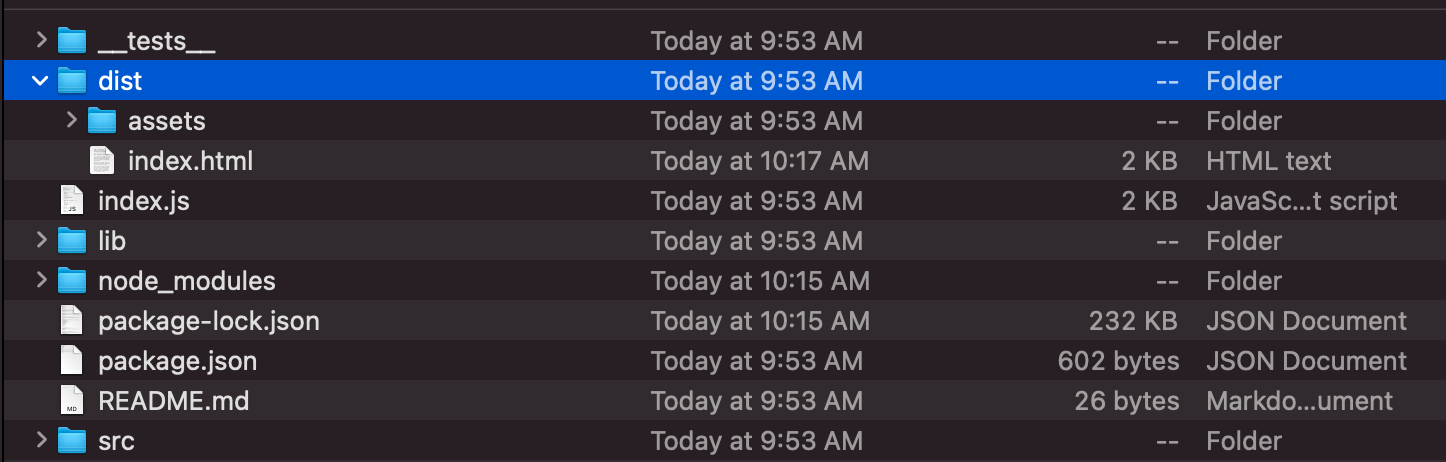 __tests__ Today at 9:53 AM -- Folder
dist Today at 9:53 AM -- Folder
assets Today at 9:53 AM -- Folder
index.html Today at 10:17 AM 2 KB HTML text
JS index.js Today at 9:53 AM 2 KB JavaSc...t script
lib Today at 9:53 AM -- Folder
node_modules Today at 10:15 AM -- Folder
package-lock.json Today at 10:15 AM 232 KB JSON Document
package.json Today at 9:53 AM 602 bytes JSON Document
MD README.md Today at 9:53 AM 26 bytes Markdo...ument
src Today at 9:53 AM -- Folder